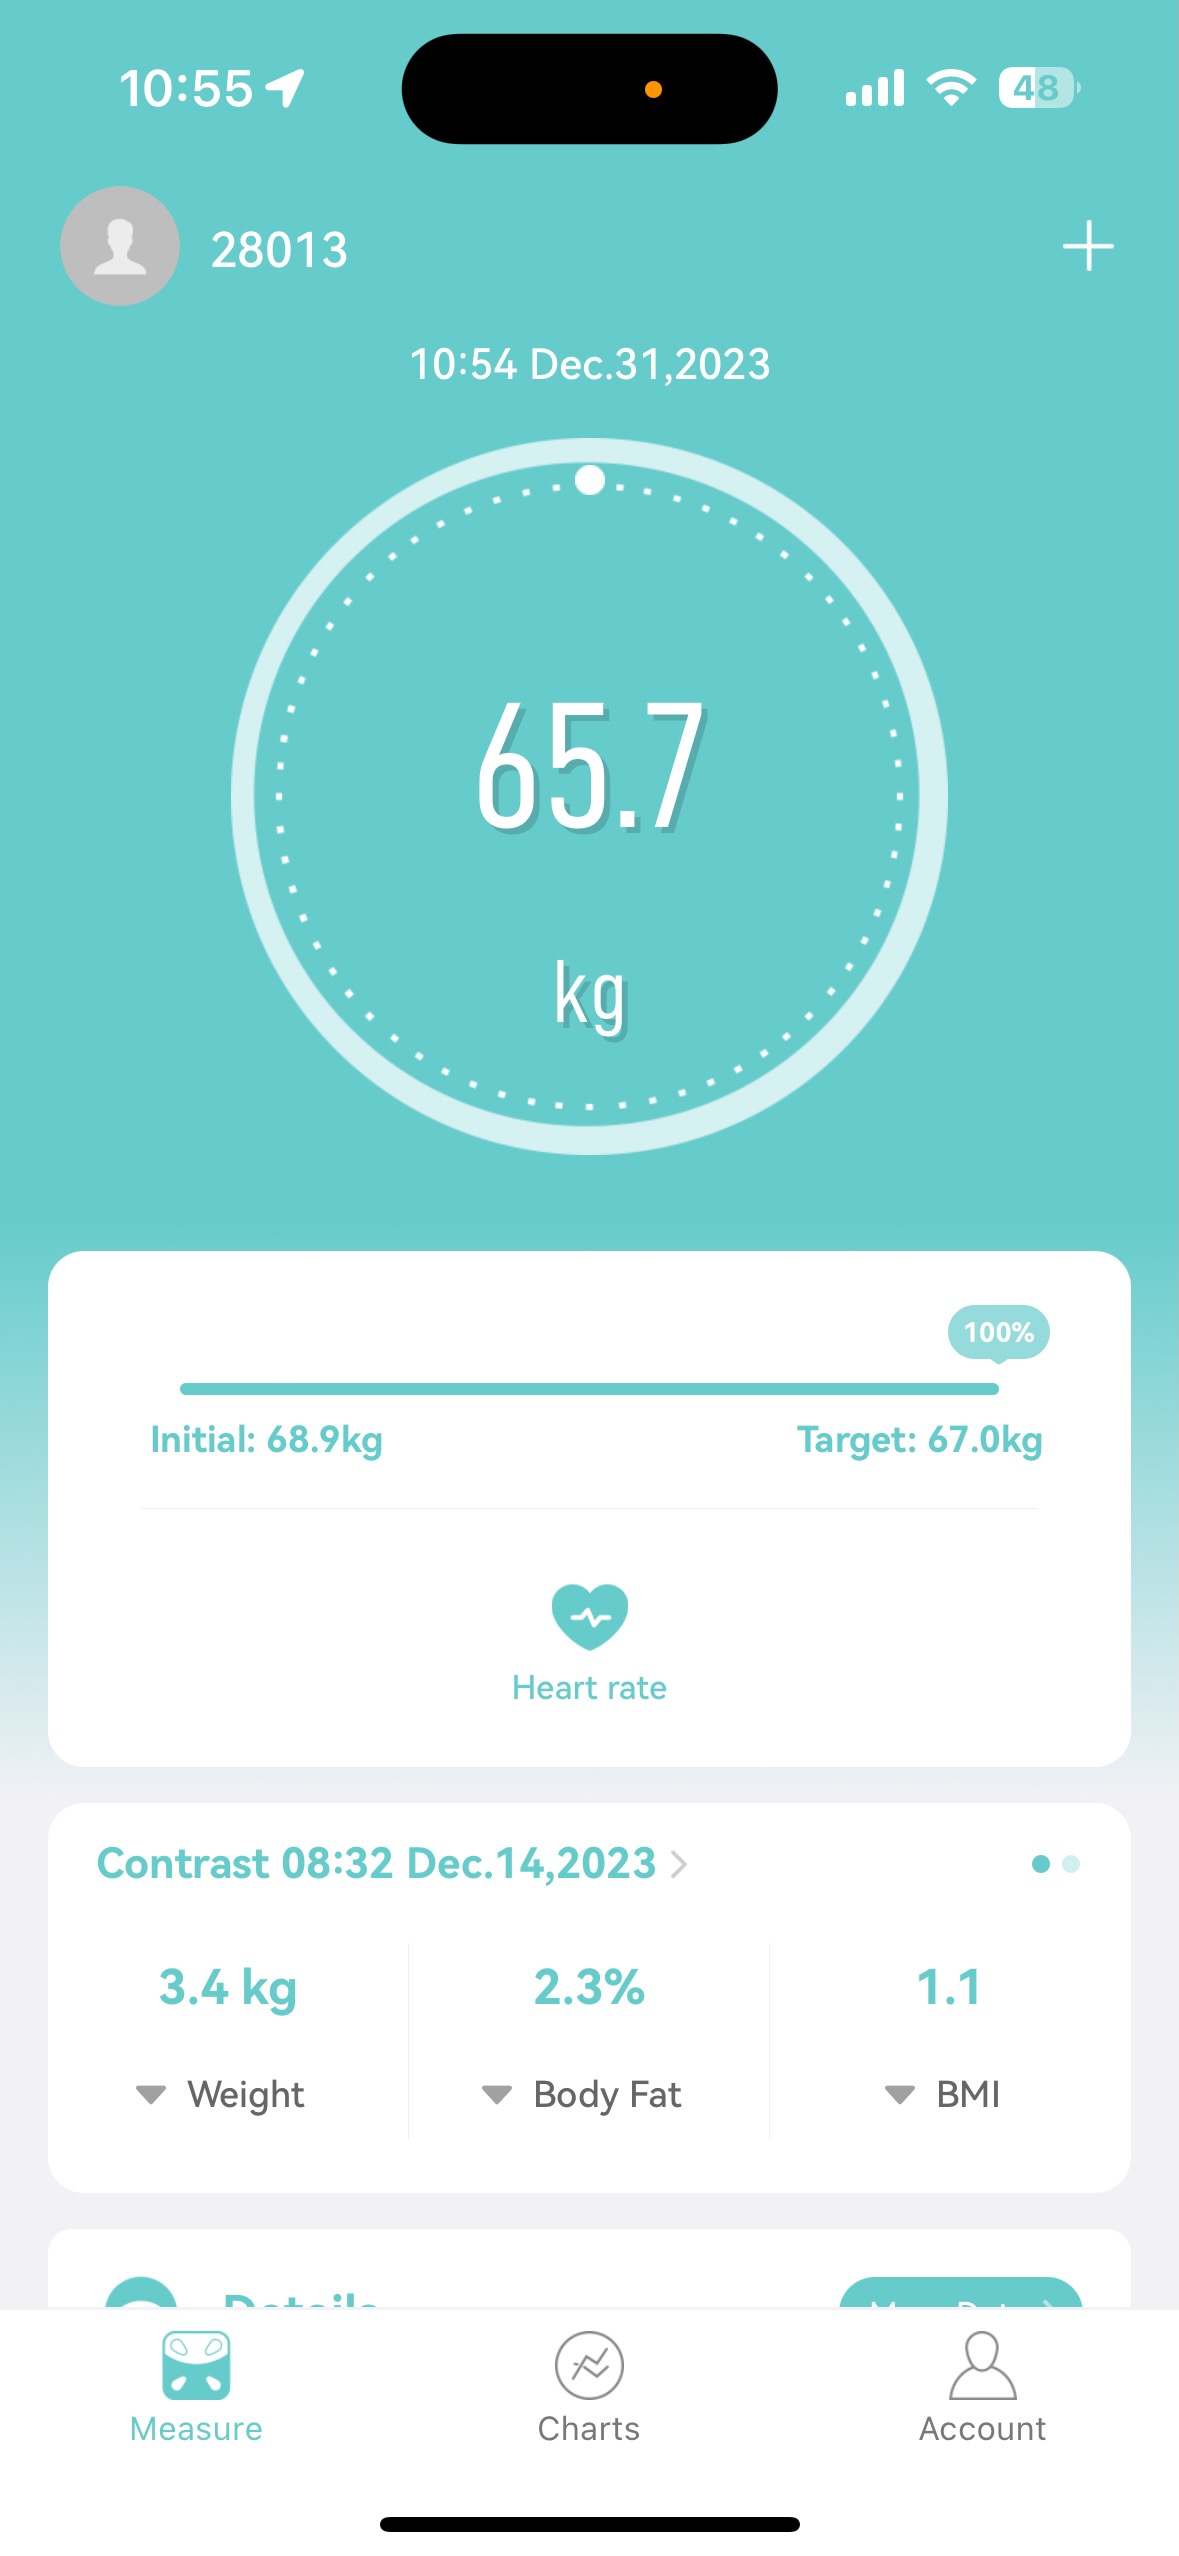 10:55
48
28013
10:54 Dec.31,2023
65.7
kg
100%
Initial: 68.9kg
Target: 67.0kg
Heart rate
Contrast 08:32 Dec.14,2023
3.4 kg
2.3%
1.1
Weight
Body Fat
BMI
Details
Measure
Charts
Account